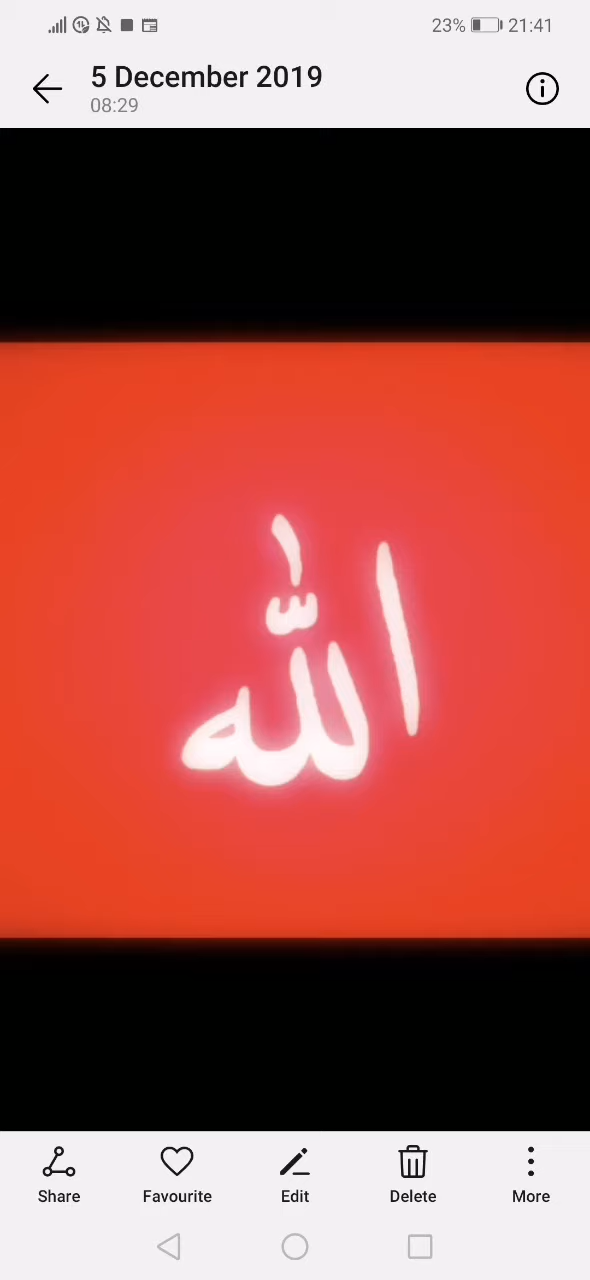 23% 21:41
5 December 2019
08:29
الله
Share Favourite Edit Delete More